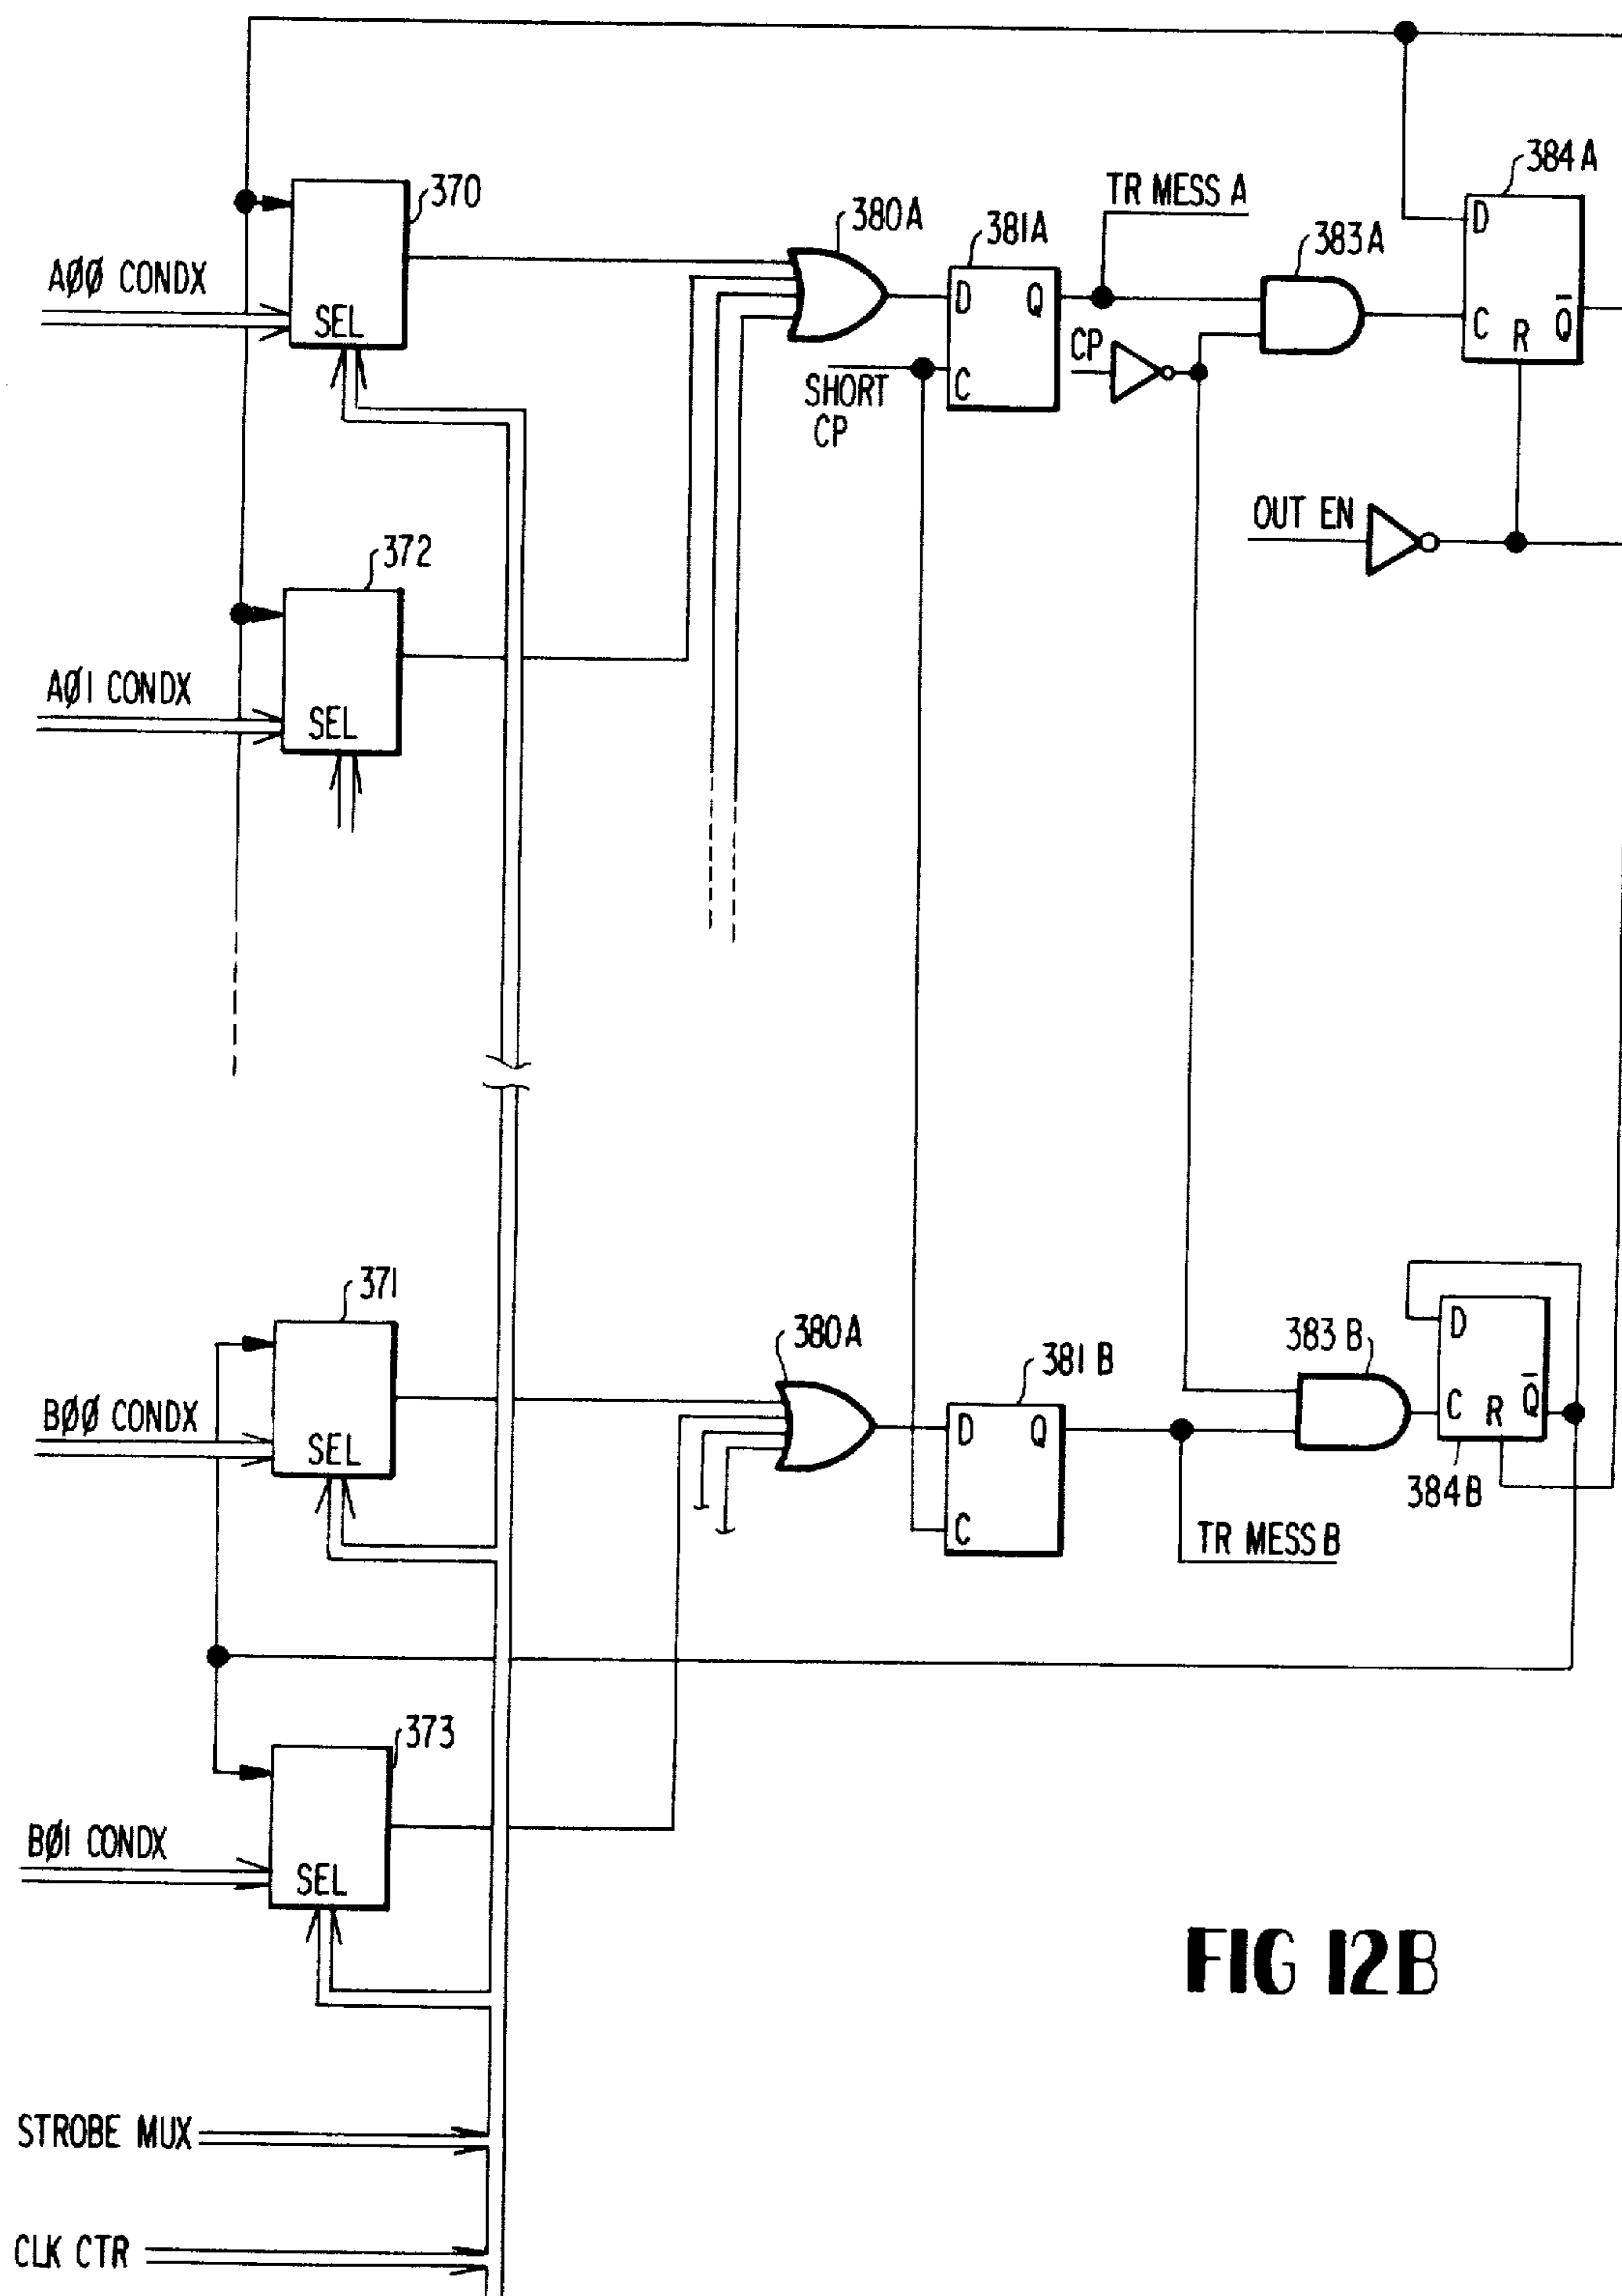 384A
370
TR MESS A
380A
381A
383A
D
AØØ CONDX
D Q
C Q̅
SEL
CP
R
SHORT
CP
C
OUT EN
372
AØ1 CONDX
SEL
371
380A
381B
383B
D
BØØ CONDX
D Q
C R Q̅
SEL
384B
C
TR MESS B
373
BØ1 CONDX
SEL
FIG 12B
STROBE MUX
CLK CTR